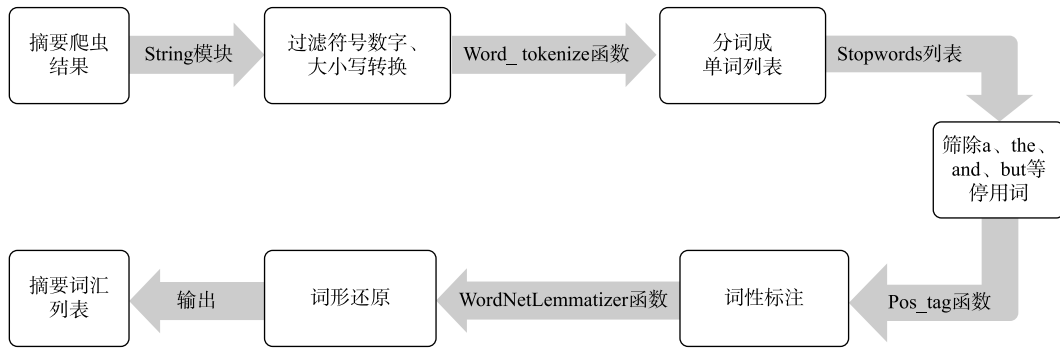 摘要爬虫
结果
String模块
过滤符号数字、
大小写转换
Word_ tokenize函数
分词成
单词列表
Stopwords列表
筛除a、the、
and、but等
停用词
Pos_tag函数
词性标注
WordNetLemmatizer函数
词形还原
输出
摘要词汇
列表